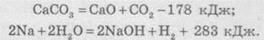 CaCO₃ = CaO + CO₂ – 178 кДж;
2Na + 2H₂O = 2NaOH + H₂ + 283 кДж.